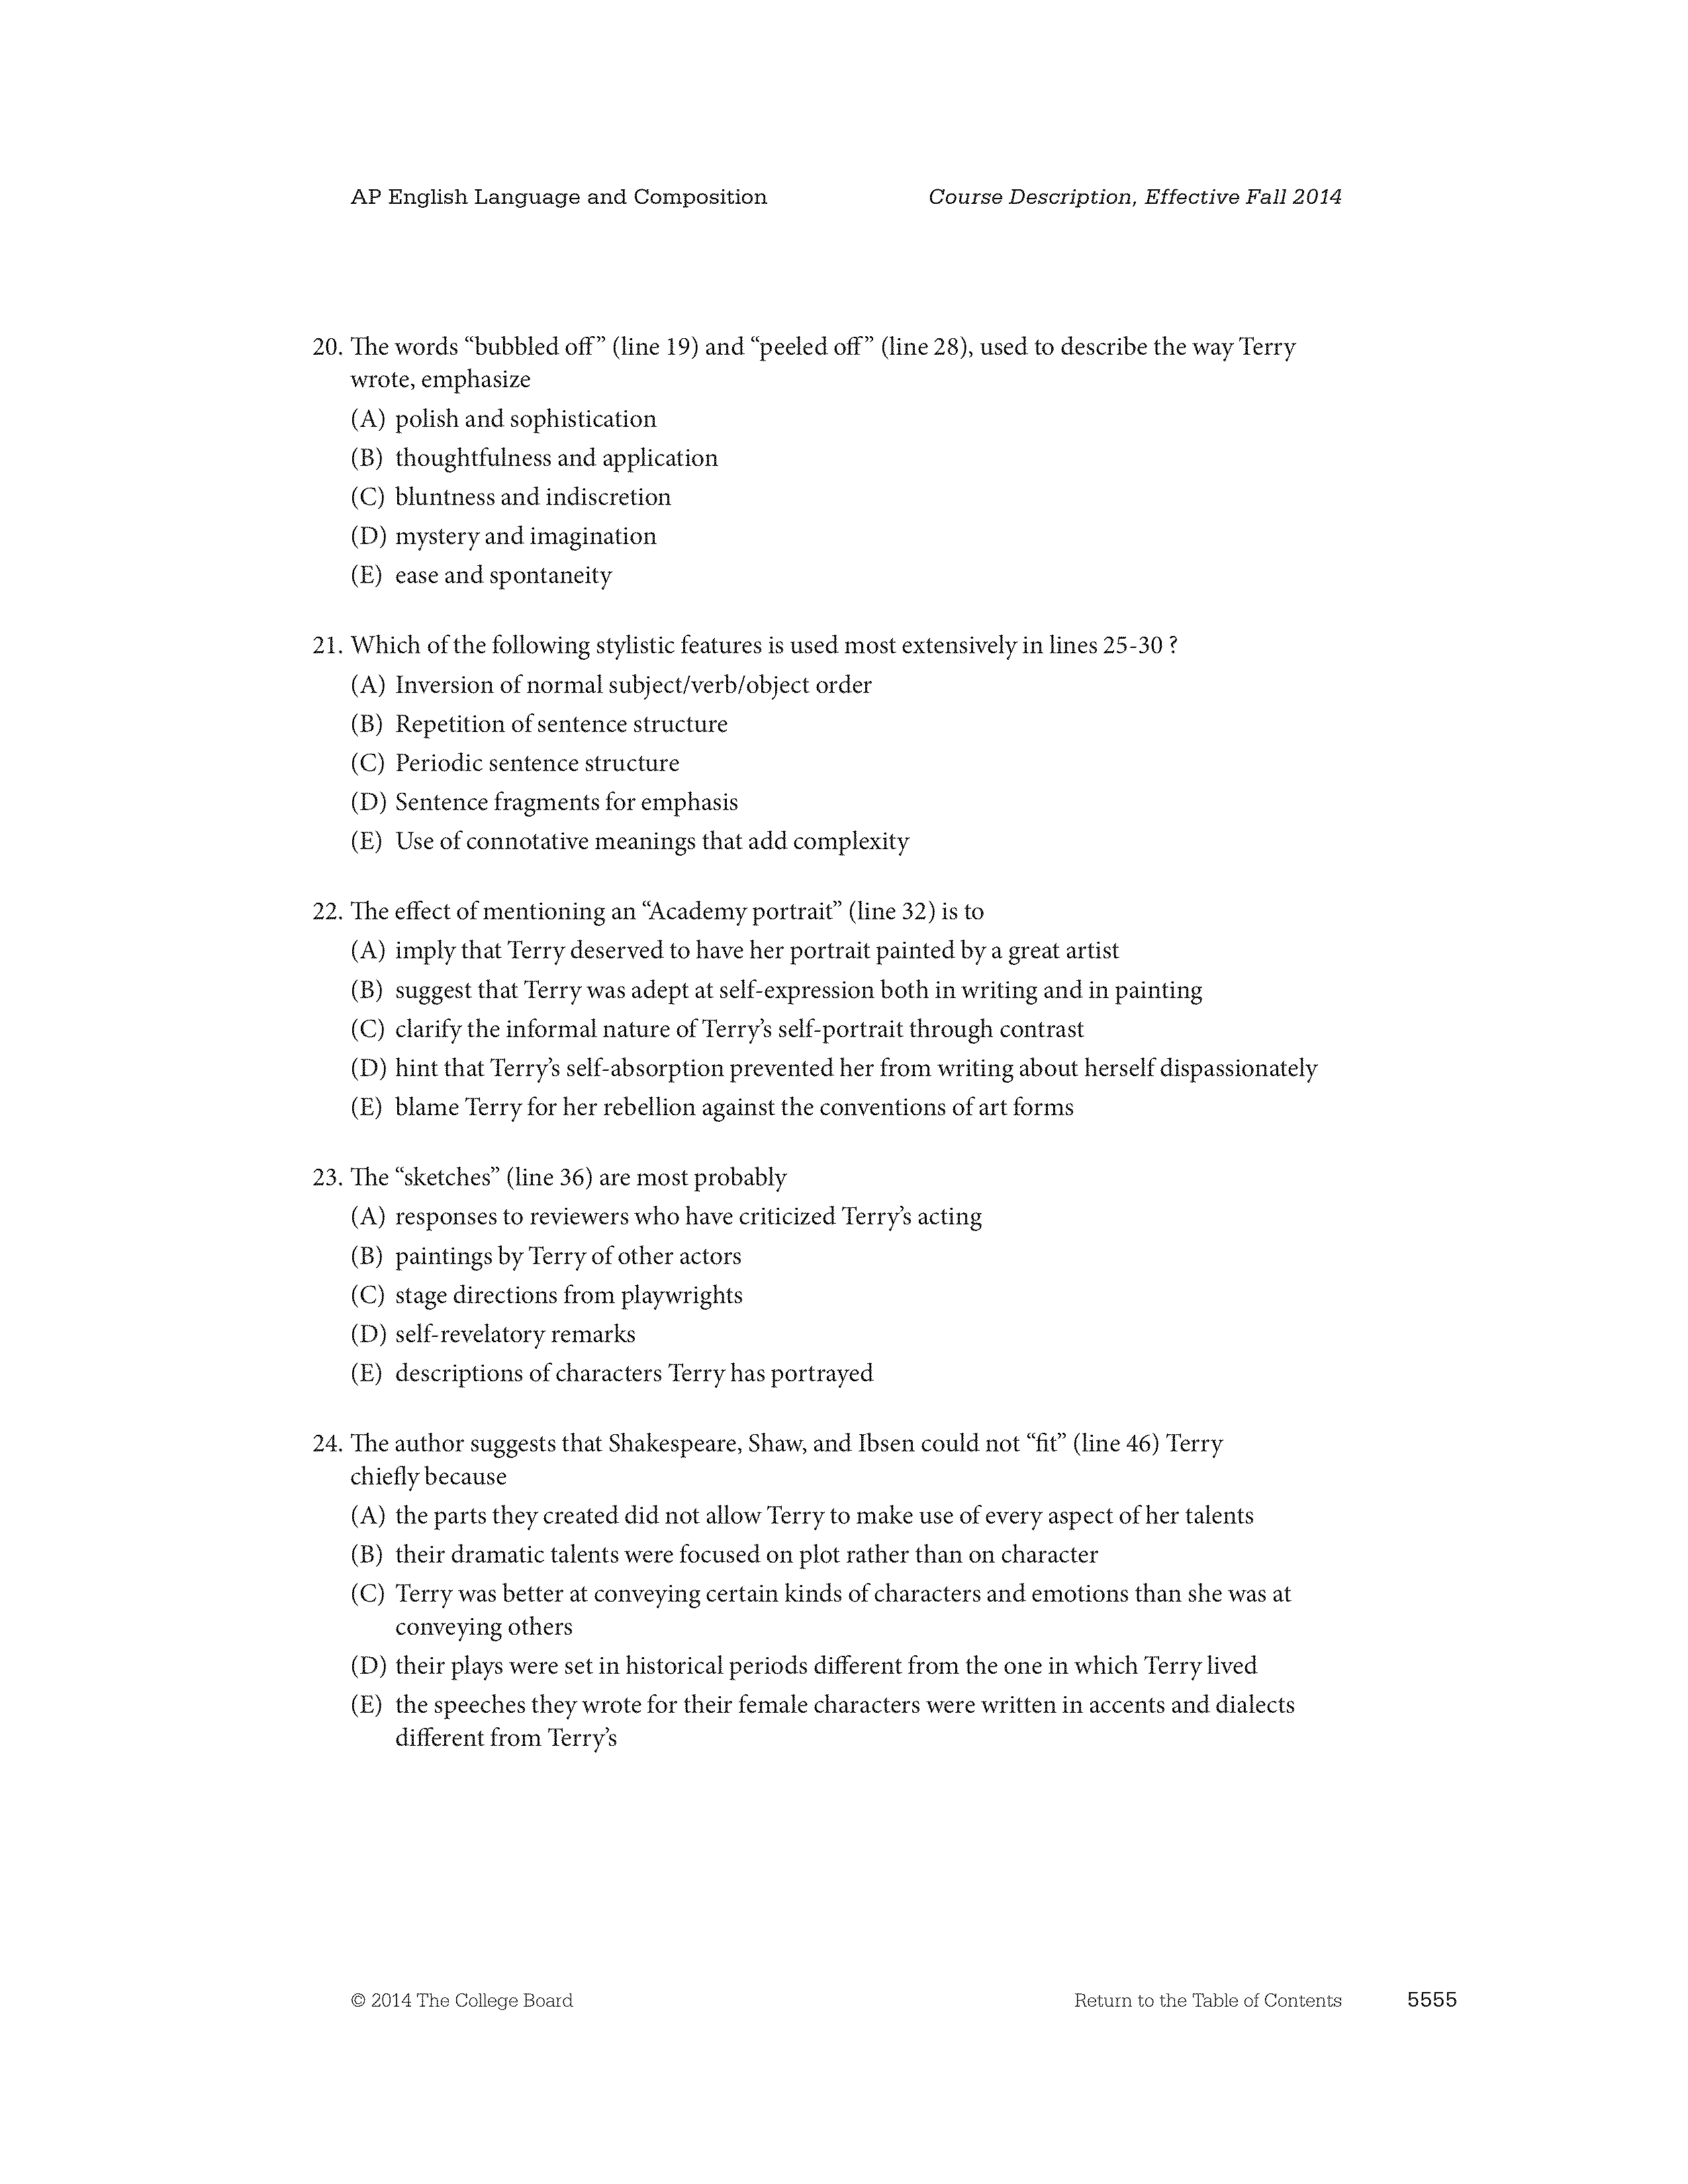 AP English Language and Composition Course Description, Effective Fall 2014
20. The words “bubbled off” (line 19) and “peeled off” (line 28), used to describe the way Terry
wrote, emphasize
(A) polish and sophistication
(B) thoughtfulness and application
(C) bluntness and indiscretion
(D) mystery and imagination
(E) ease and spontaneity
21. Which of the following stylistic features is used most extensively in lines 25-30 ?
(A) Inversion of normal subject/verb/object order
(B) Repetition of sentence structure
(C) Periodic sentence structure
(D) Sentence fragments for emphasis
(E) Use of connotative meanings that add complexity
22. The effect of mentioning an “Academy portrait” (line 32) is to
(A) imply that Terry deserved to have her portrait painted by a great artist
(B) suggest that Terry was adept at self-expression both in writing and in painting
(C) clarify the informal nature of Terry’s self-portrait through contrast
(D) hint that Terry’s self-absorption prevented her from writing about herself dispassionately
(E) blame Terry for her rebellion against the conventions of art forms
23. The “sketches” (line 36) are most probably
(A) responses to reviewers who have criticized Terry’s acting
(B) paintings by Terry of other actors
(C) stage directions from playwrights
(D) self-revelatory remarks
(E) descriptions of characters Terry has portrayed
24. The author suggests that Shakespeare, Shaw, and Ibsen could not “fit” (line 46) Terry
chiefly because
(A) the parts they created did not allow Terry to make use of every aspect of her talents
(B) their dramatic talents were focused on plot rather than on character
(C) Terry was better at conveying certain kinds of characters and emotions than she was at
conveying others
(D) their plays were set in historical periods different from the one in which Terry lived
(E) the speeches they wrote for their female characters were written in accents and dialects
different from Terry’s
© 2014 The College Board Return to the Table of Contents 5555